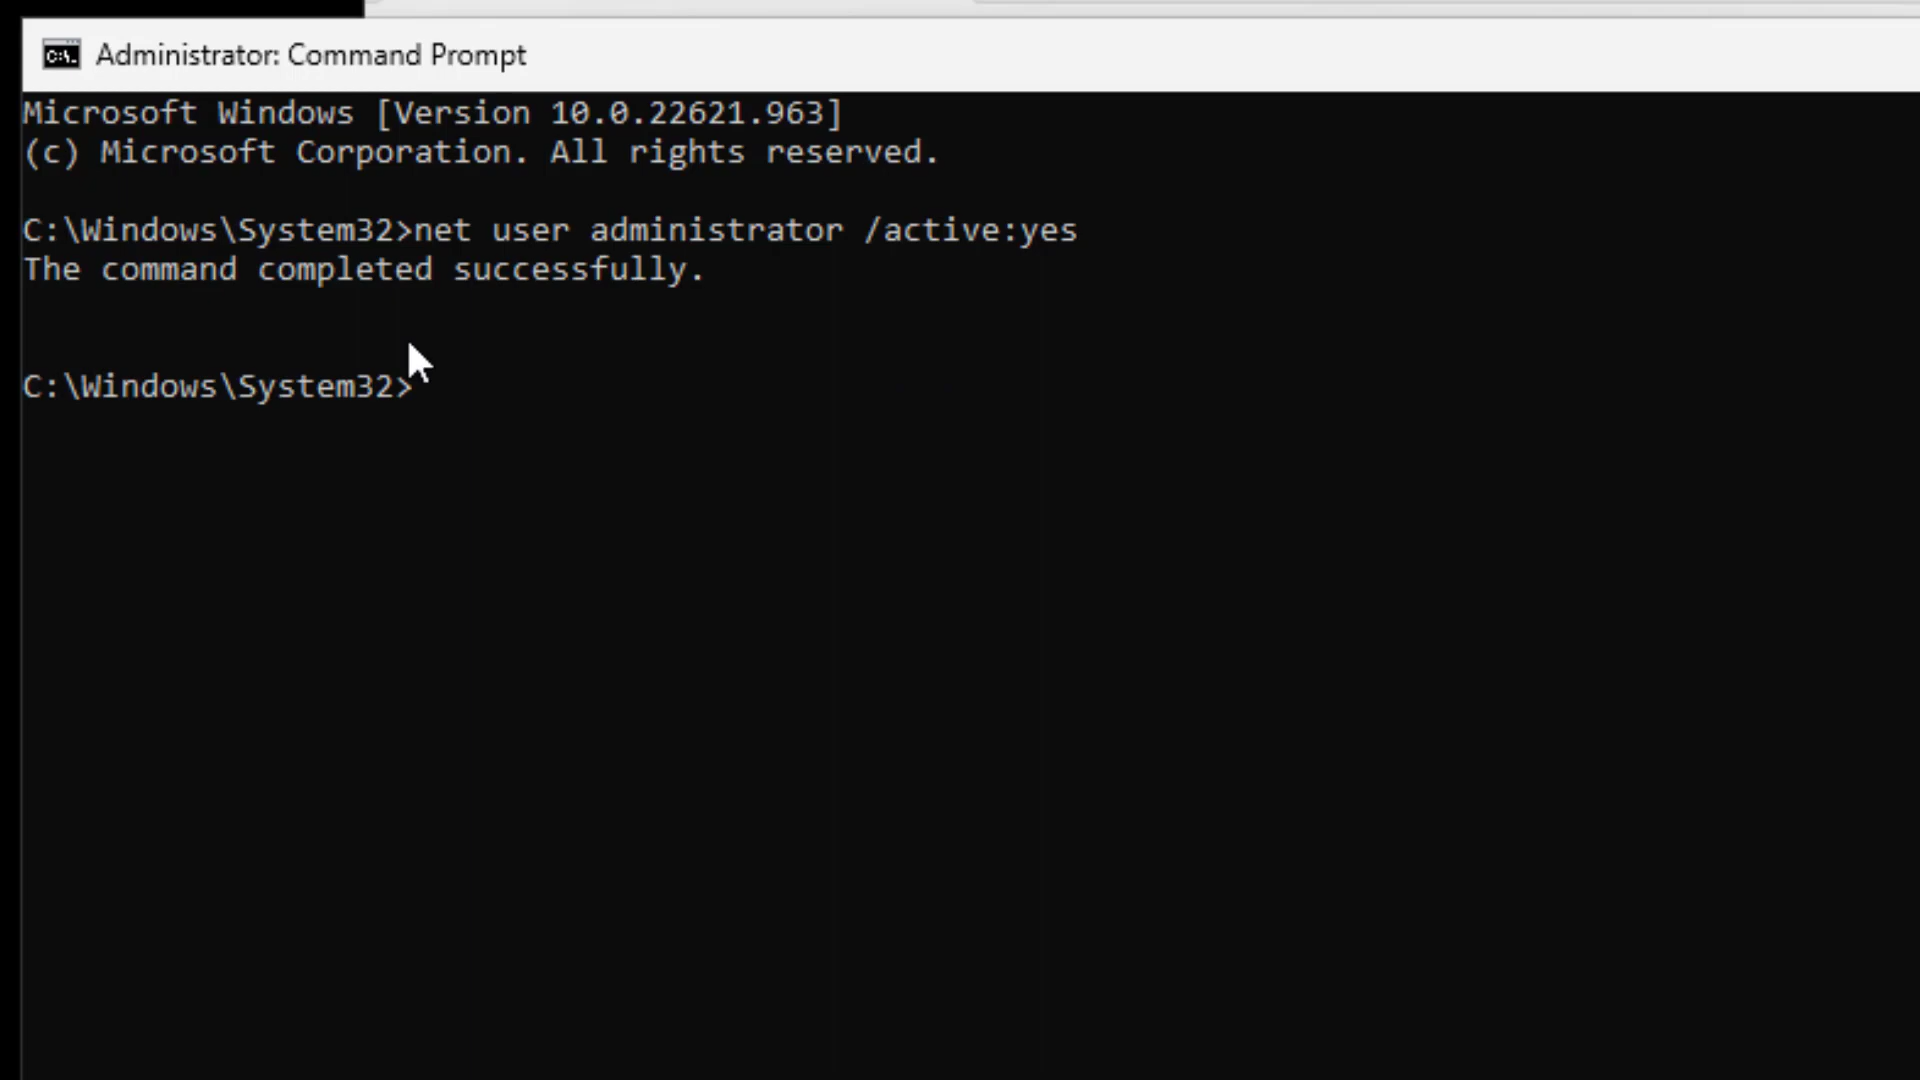 Administrator: Command Prompt
Microsoft Windows [Version 10.0.22621.963]
(c) Microsoft Corporation. All rights reserved.
C:\Windows\System32>net user administrator /active:yes
The command completed successfully.
C:\Windows\System32>